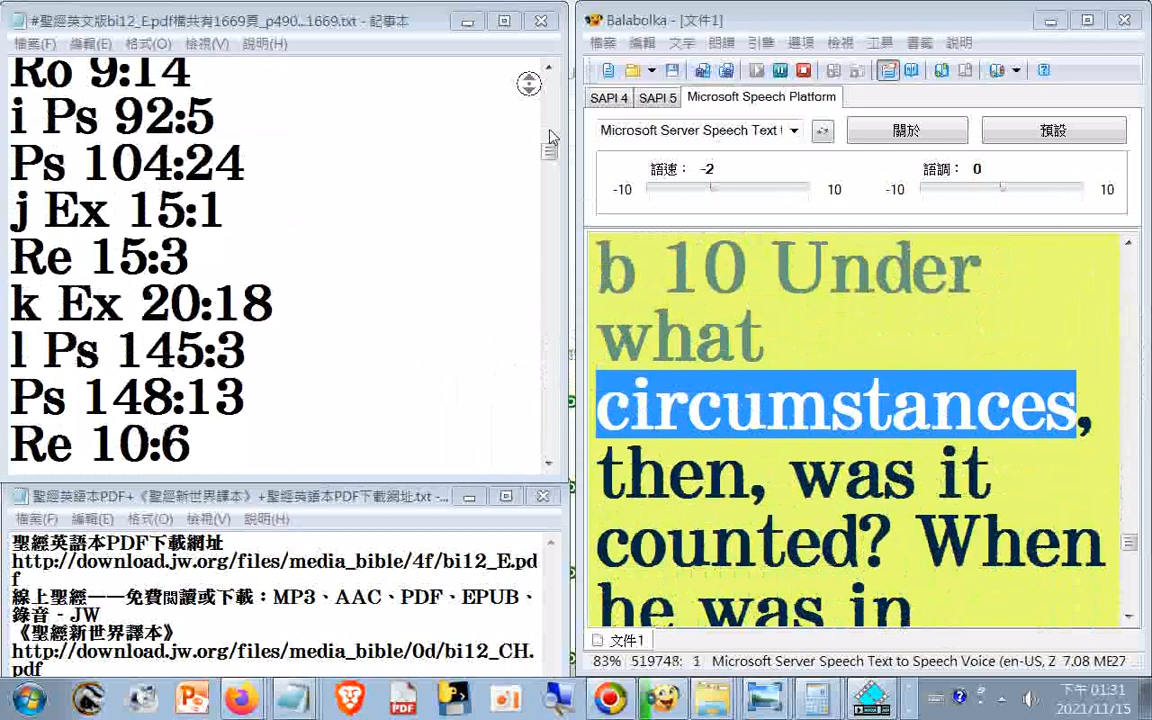 #聖經英文版bi12_E.pdf檔共有1669頁_p490...1669.txt - 記事本
檔案(F) 編輯(E) 格式(O) 檢視(V) 說明(H)
Ro 9:14
i Ps 92:5
Ps 104:24
j Ex 15:1
Re 15:3
k Ex 20:18
l Ps 145:3
Ps 148:13
Re 10:6
聖經英語本PDF+《聖經新世界譯本》+聖經英語本PDF下載網址.txt -...
檔案(F) 編輯(E) 格式(O) 檢視(V) 說明(H)
聖經英語本PDF下載網址
http://download.jw.org/files/media_bible/4f/bi12_E.pd
f
線上聖經——免費閱讀或下載：MP3、AAC、PDF、EPUB、
錄音 - JW
《聖經新世界譯本》
http://download.jw.org/files/media_bible/0d/bi12_CH.
pdf
Balabolka - [文件1]
檔案 編輯 文字 朗讀 引擎 選項 檢視 工具 書籤 說明
SAPI 4 SAPI 5 Microsoft Speech Platform
Microsoft Server Speech Text 關於 預設
語速： -2 語調： 0
-10 10 -10 10
b 10 Under
what
circumstances,
then, was it
counted? When
he was in
文件1
83% 519748: 1 Microsoft Server Speech Text to Speech Voice (en-US, Z 7.08 ME27
下午 01:31
2021/11/15